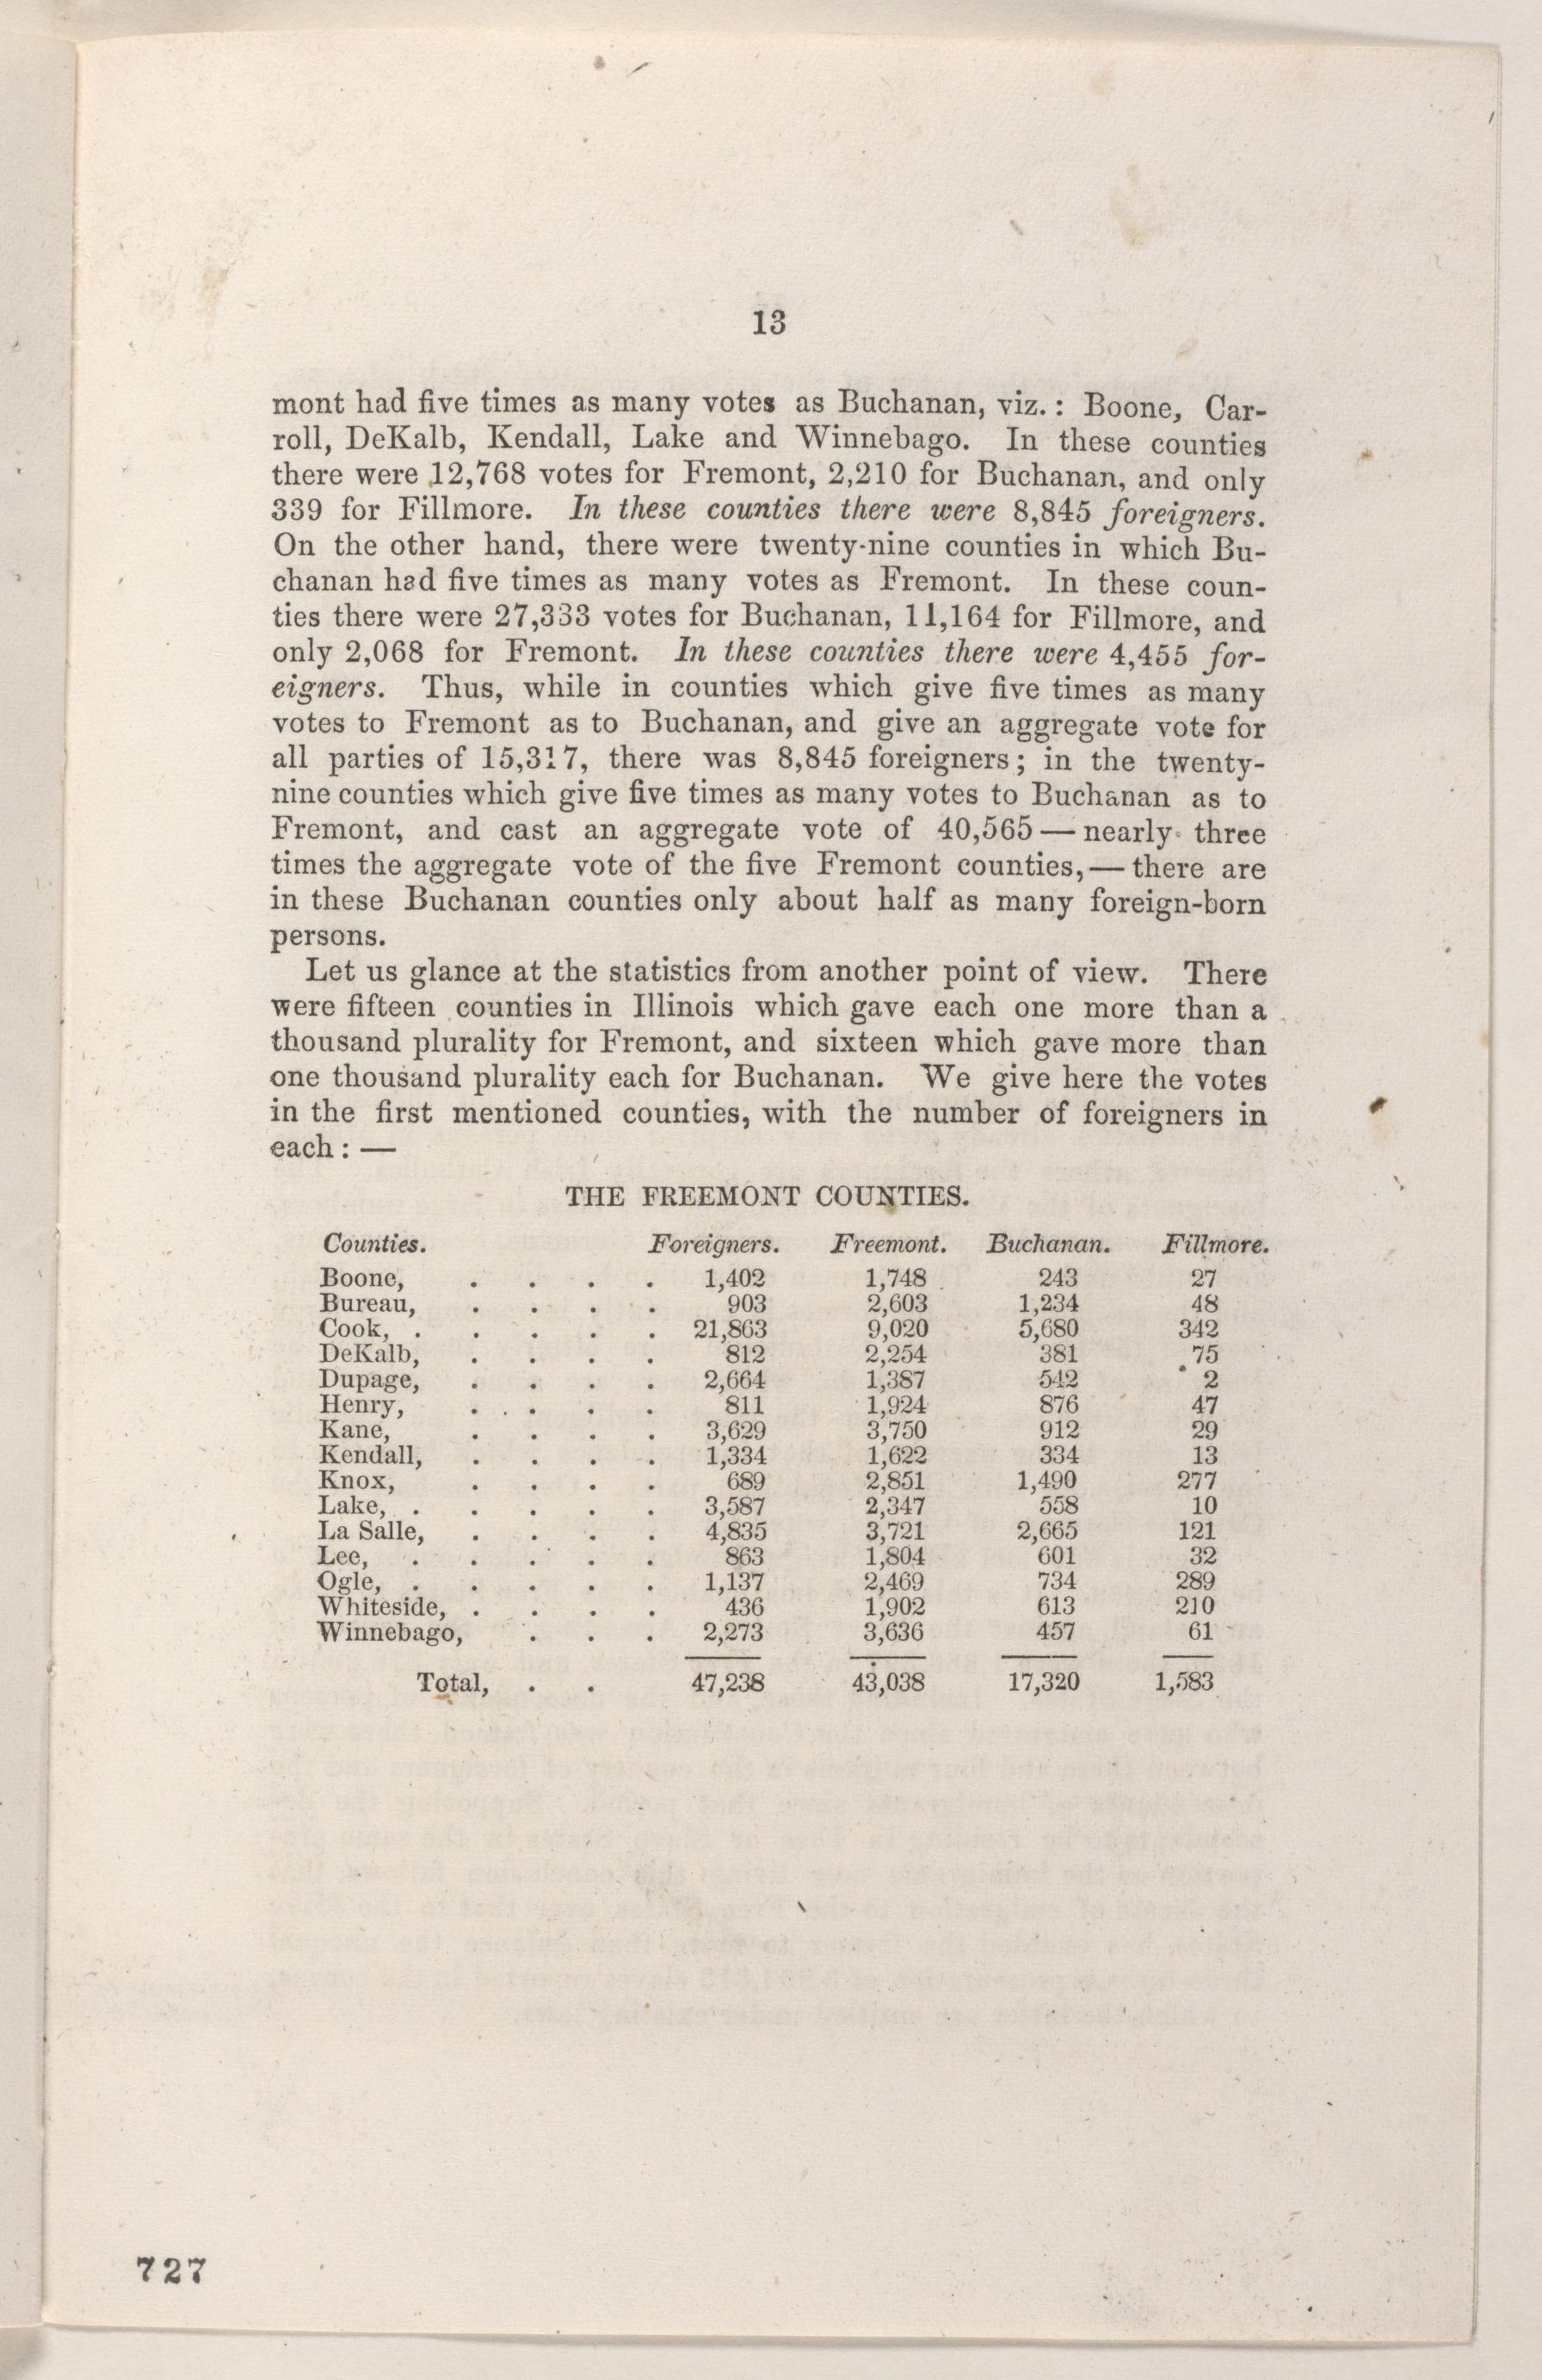 13
mont had five times as many votes as Buchanan, viz.: Boone, Car-
roll, DeKalb, Kendall, Lake and Winnebago. In these counties
there were 12,768 votes for Fremont, 2,210 for Buchanan, and only
339 for Fillmore. In these counties there were 8,845 foreigners.
On the other hand, there were twenty-nine counties in which Bu-
chanan had five times as many votes as Fremont. In these coun-
ties there were 27,333 votes for Buchanan, 11,164 for Fillmore, and
only 2,068 for Fremont. In these counties there were 4,455 for-
eigners. Thus, while in counties which give five times as many
votes to Fremont as to Buchanan, and give an aggregate vote for
all parties of 15,317, there was 8,845 foreigners; in the twenty-
nine counties which give five times as many votes to Buchanan as to
Fremont, and cast an aggregate vote of 40,565 — nearly three
times the aggregate vote of the five Fremont counties, — there are
in these Buchanan counties only about half as many foreign-born
persons.
Let us glance at the statistics from another point of view. There
were fifteen counties in Illinois which gave each one more than a
thousand plurality for Fremont, and sixteen which gave more than
one thousand plurality each for Buchanan. We give here the votes
in the first mentioned counties, with the number of foreigners in
each: —
THE FREEMONT COUNTIES.
Counties. Foreigners. Freemont. Buchanan. Fillmore.
Boone, . . . . 1,402 1,748 243 27
Bureau, . . . . 903 2,603 1,234 48
Cook, . . . . . 21,863 9,020 5,680 342
DeKalb, . . . . 812 2,254 381 75
Dupage, . . . . 2,664 1,387 542 2
Henry, . . . . 811 1,924 876 47
Kane, . . . . 3,629 3,750 912 29
Kendall, . . . . 1,334 1,622 334 13
Knox, . . . . 689 2,851 1,490 277
Lake, . . . . . 3,587 2,347 558 10
La Salle, . . . . 4,835 3,721 2,665 121
Lee, . . . . . 863 1,804 601 32
Ogle, . . . . . 1,137 2,469 734 289
Whiteside, . . . . 436 1,902 613 210
Winnebago, . . . 2,273 3,636 457 61
Total, . . 47,238 43,038 17,320 1,583
727